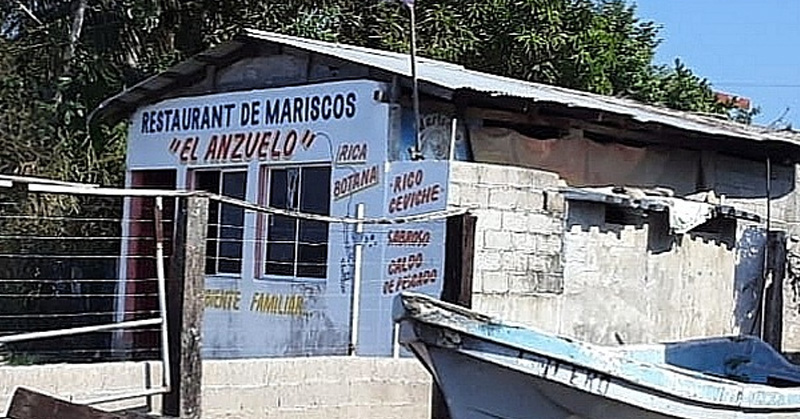 RESTAURANT DE MARISCOS
"EL ANZUELO"
RICA
BOTANA
RICO
CEVICHE
SABROSO
CALDO
DE PESCADO
FAMILIAR